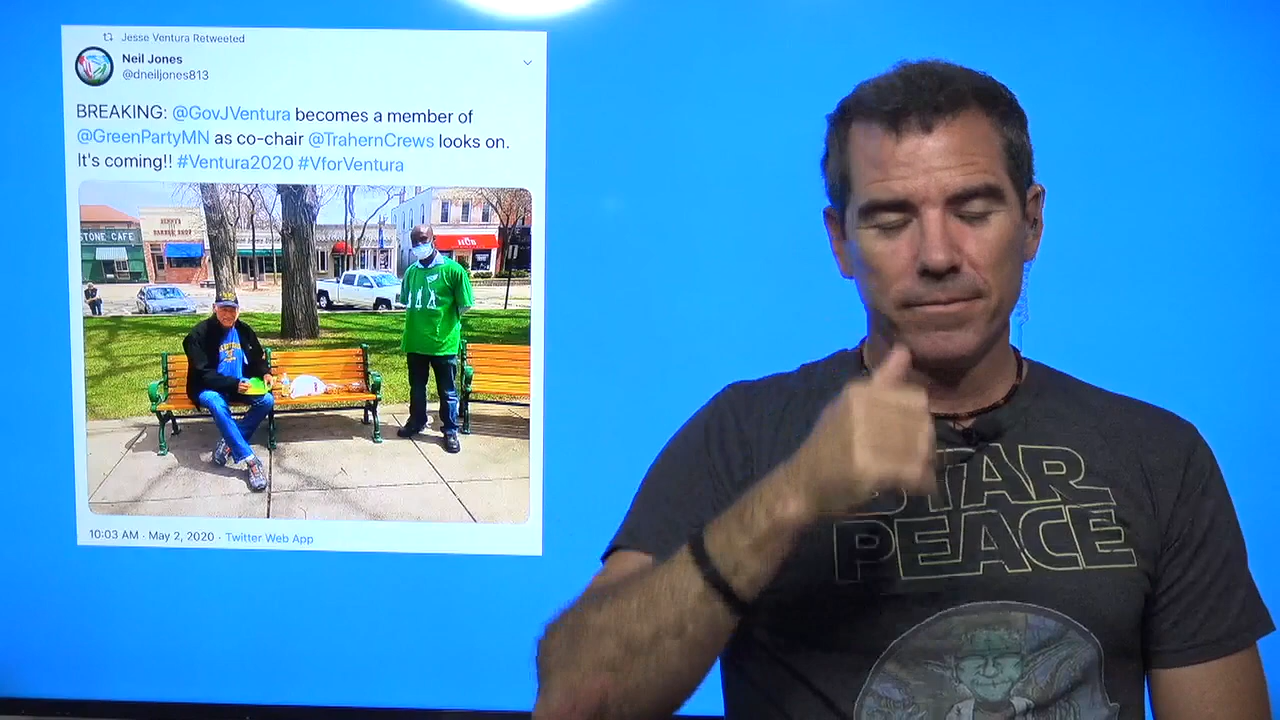 Jesse Ventura Retweeted
Neil Jones
@dneiljones813
BREAKING: @GovJVentura becomes a member of
@GreenPartyMN as co-chair @TrahernCrews looks on.
It's coming!! #Ventura2020 #VforVentura
STONE CAFE
HUB
10:03 AM · May 2, 2020 · Twitter Web App
STAR
PEACE